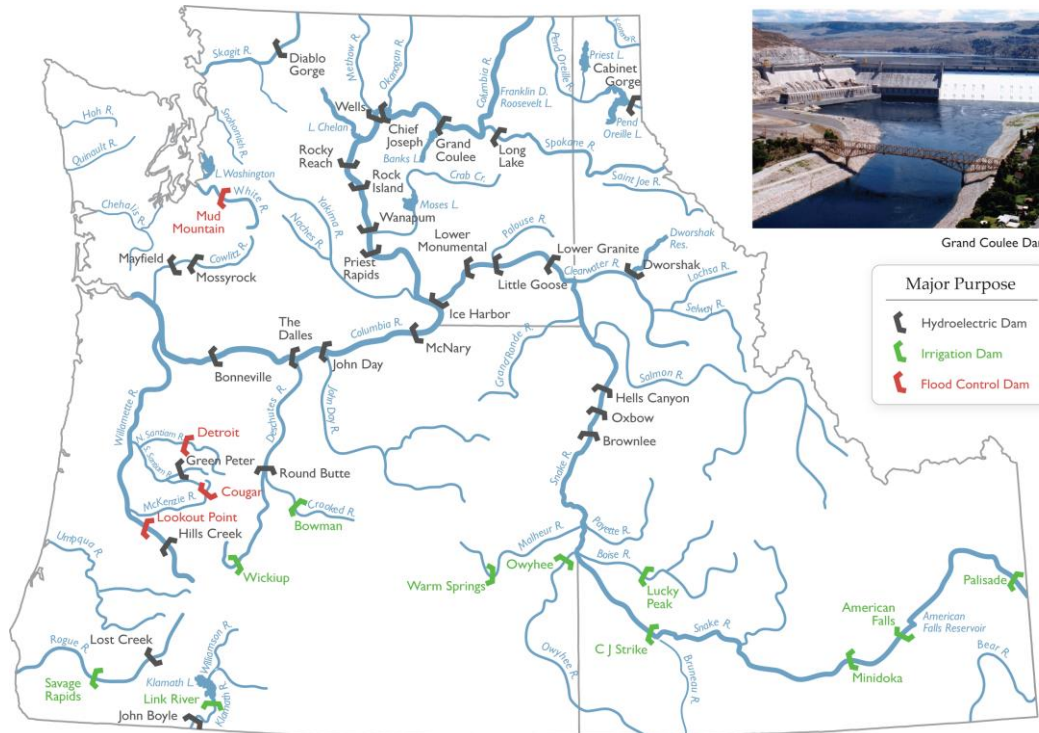 Skagit R.
Diablo
Gorge
Methow R.
Okanogan R.
Columbia R.
Franklin D.
Roosevelt L.
Pend Oreille R.
Priest L.
Cabinet
Gorge
Pend
Oreille L.
Hoh R.
Quinault R.
Snohomish R.
L. Washington
White R.
Mud
Mountain
Chehalis R.
Mayfield
Cowlitz R.
Mossyrock
L. Chelan
Wells
Chief
Joseph
Grand
Coulee
Banks L.
Long
Lake
Spokane R.
Saint Joe R.
Rocky
Reach
Rock
Island
Crab Cr.
Moses L.
Wanapum
Yakima R.
Naches R.
Priest
Rapids
Lower
Monumental
Palouse R.
Lower Granite
Little Goose
Clearwater R.
Dworshak
Res.
Dworshak
Lochsa R.
Selway R.
Ice Harbor
McNary
Columbia R.
The
Dalles
John Day
Bonneville
Grand Ronde R.
Salmon R.
Hells Canyon
Oxbow
Brownlee
Snake R.
Willamette R.
Deschutes R.
John Day R.
N. Santiam R.
Detroit
S. Santiam R.
Green Peter
Cougar
McKenzie R.
Lookout Point
Hills Creek
Round Butte
Crooked R.
Bowman
Wickiup
Umpqua R.
Malheur R.
Payette R.
Boise R.
Warm Springs
Owyhee
Lucky
Peak
C J Strike
Snake R.
Owyhee R.
Bruneau R.
American
Falls
American
Falls Reservoir
Minidoka
Palisade
Bear R.
Rogue R.
Lost Creek
Savage
Rapids
Williamson R.
Klamath L.
Link River
Klamath R.
John Boyle
Grand Coulee Dam
Major Purpose
Hydroelectric Dam
Irrigation Dam
Flood Control Dam